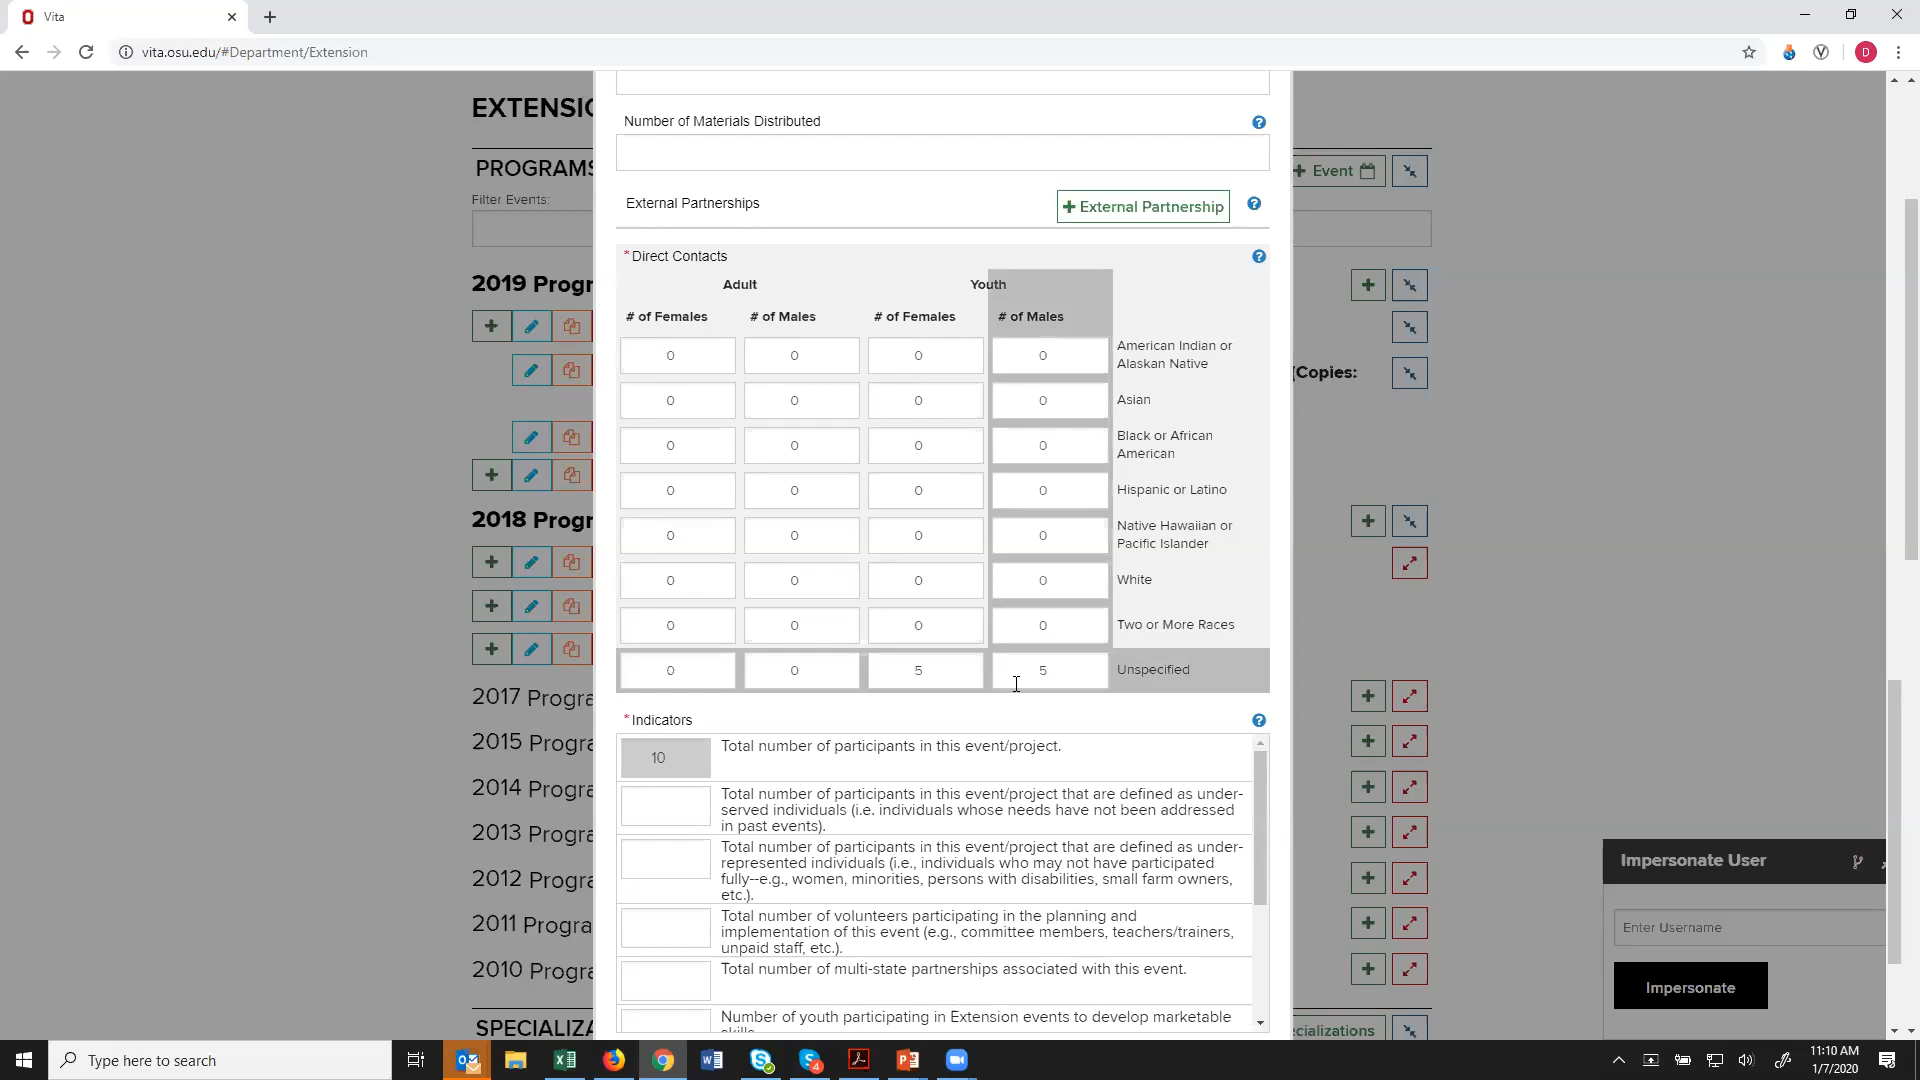 Vita
vita.osu.edu/#Department/Extension
D
EXTENSIO
PROGRAMS
+ Event
Filter Events:
Number of Materials Distributed
External Partnerships
+ External Partnership
* Direct Contacts
Adult
Youth
# of Females
# of Males
# of Females
# of Males
0 0 0 0 American Indian or
Alaskan Native
0 0 0 0 Asian
0 0 0 0 Black or African
American
0 0 0 0 Hispanic or Latino
0 0 0 0 Native Hawaiian or
Pacific Islander
0 0 0 0 White
0 0 0 0 Two or More Races
0 0 5 5 Unspecified
* Indicators
10 Total number of participants in this event/project.
Total number of participants in this event/project that are defined as under-
served individuals (i.e. individuals whose needs have not been addressed
in past events).
Total number of participants in this event/project that are defined as under-
represented individuals (i.e., individuals who may not have participated
fully--e.g., women, minorities, persons with disabilities, small farm owners,
etc.).
Total number of volunteers participating in the planning and
implementation of this event (e.g., committee members, teachers/trainers,
unpaid staff, etc.).
Total number of multi-state partnerships associated with this event.
Number of youth participating in Extension events to develop marketable
skills
2019 Progr
(Copies:
2018 Progr
2017 Progra
2015 Progra
2014 Progra
2013 Progra
2012 Progra
2011 Progra
2010 Progra
SPECIALIZA
ecializations
Impersonate User
Enter Username
Impersonate
Type here to search
4
11:10 AM
1/7/2020